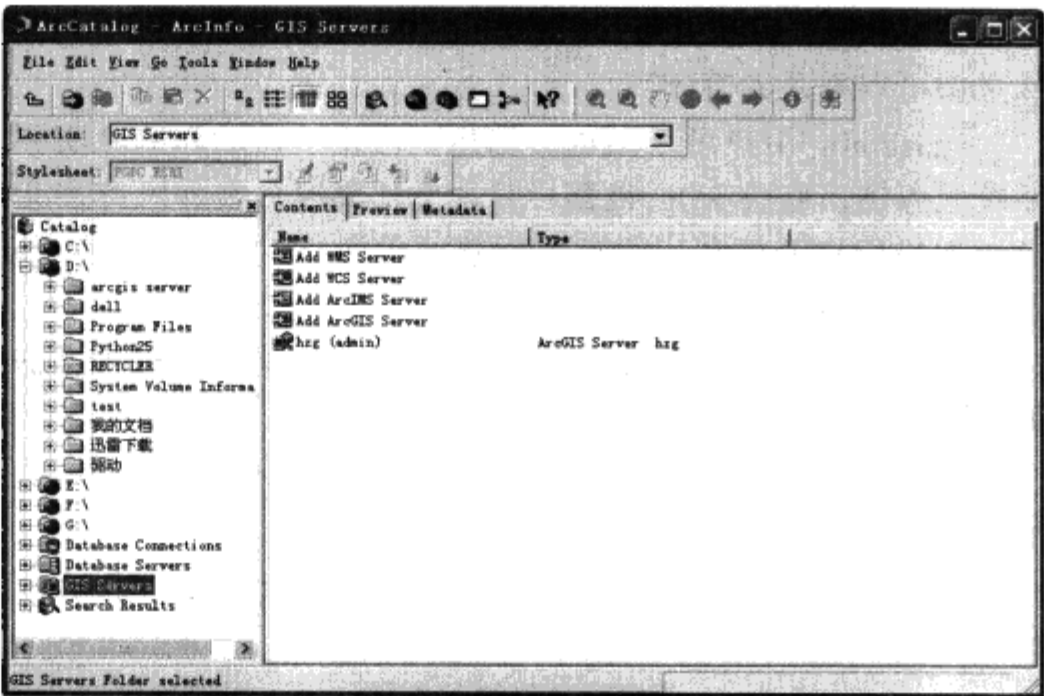 ArcCatalog - ArcInfo - GIS Servers
File Edit View Go Tools Window Help
Location: GIS Servers
Stylesheet: FGDC ESRI
Contents Preview Metadata
Catalog
C:\
D:\
arcgis server
dell
Program Files
Python25
RECYCLER
System Volume Informa
test
我的文档
迅雷下载
驱动
E:\
F:\
G:\
Database Connections
Database Servers
GIS Servers
Search Results
Name Type
Add WMS Server
Add WCS Server
Add ArcIMS Server
Add ArcGIS Server
hzg (admin) ArcGIS Server hzg
GIS Servers Folder selected